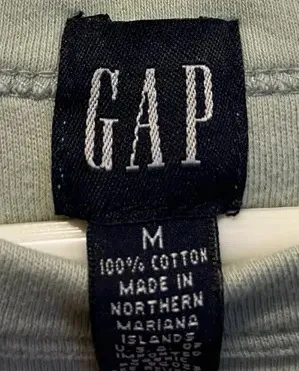 GAP
M
100% COTTON
MADE IN
NORTHERN
MARIANA
ISLANDS